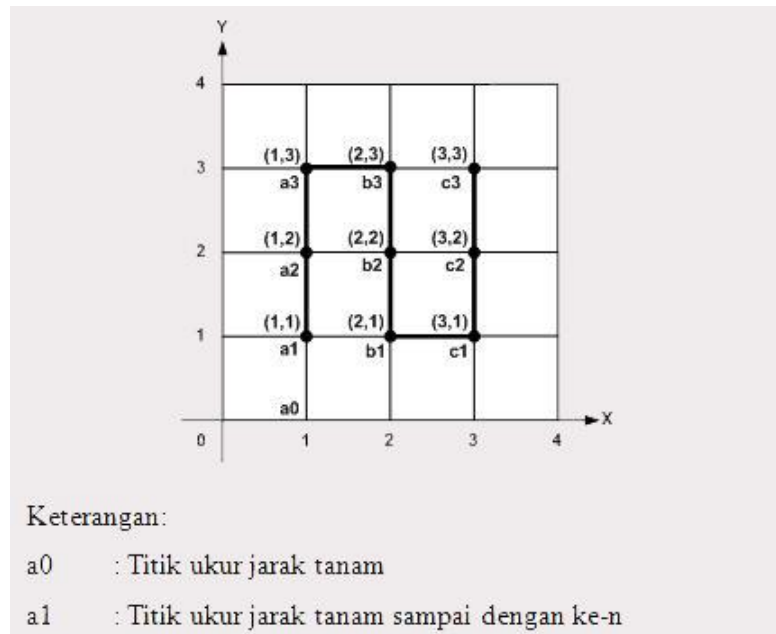 Y
4
(1,3) (2,3) (3,3)
3
a3 b3 c3
(1,2) (2,2) (3,2)
2
a2 b2 c2
(1,1) (2,1) (3,1)
1
a1 b1 c1
a0
X
0 1 2 3 4
Keterangan:
a0 : Titik ukur jarak tanam
a1 : Titik ukur jarak tanam sampai dengan ke-n